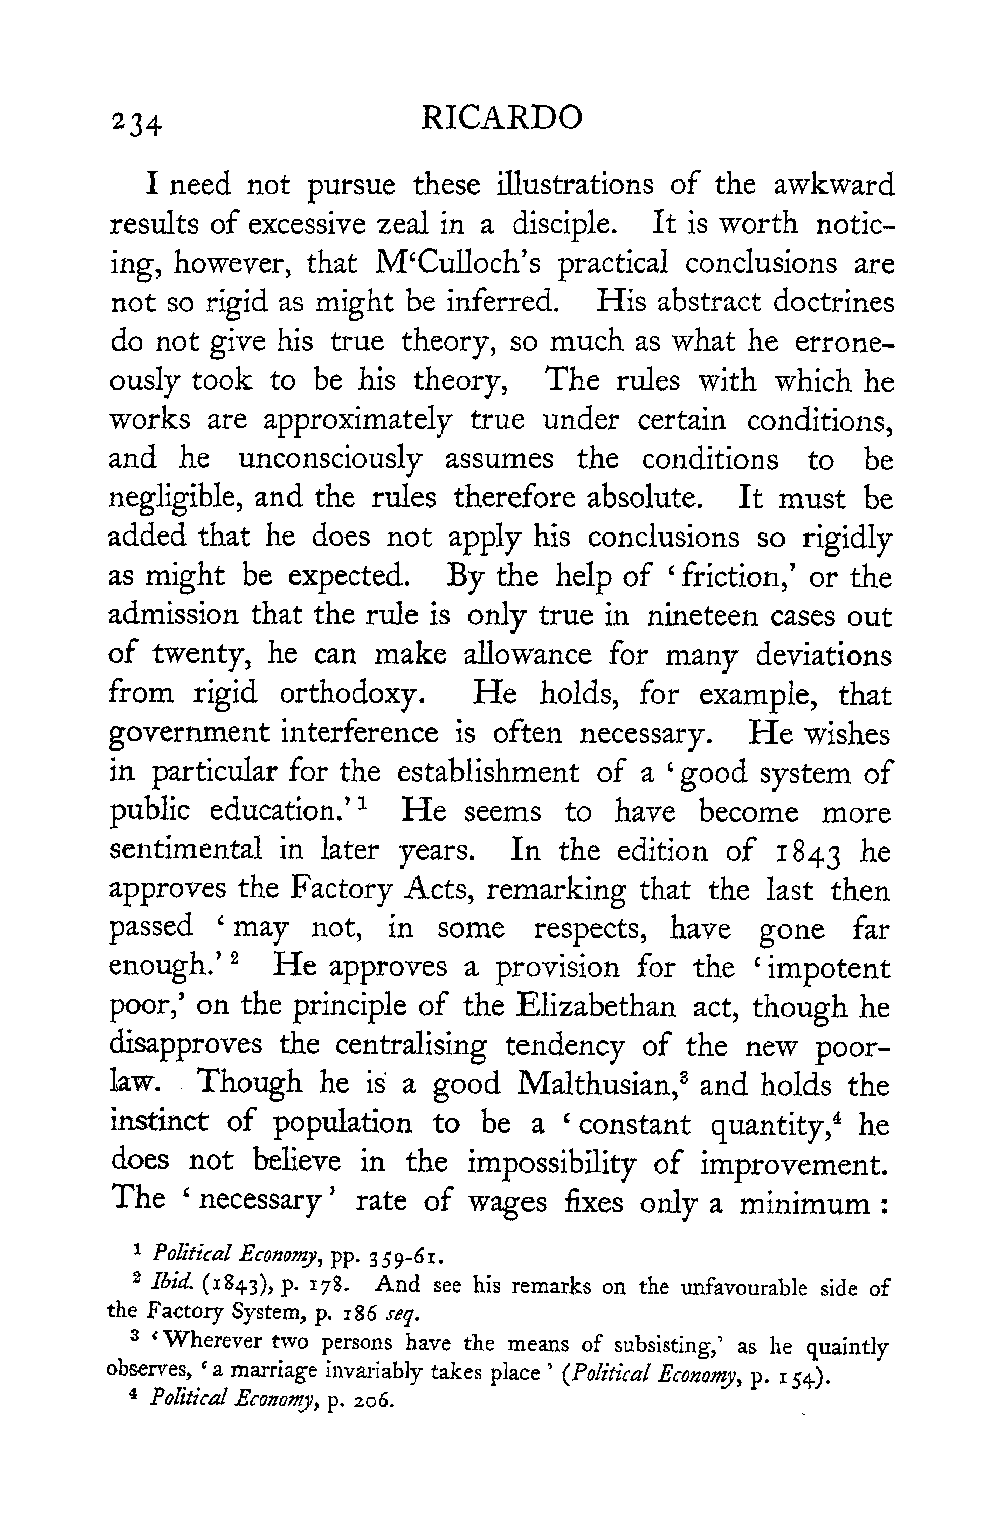 234 RICARDO
I need not pursue these illustrations of the awkward
results of excessive zeal in a disciple. It is worth notic-
ing, however, that M‘Culloch’s practical conclusions are
not so rigid as might be inferred. His abstract doctrines
do not give his true theory, so much as what he errone-
ously took to be his theory, The rules with which he
works are approximately true under certain conditions,
and he unconsciously assumes the conditions to be
negligible, and the rules therefore absolute. It must be
added that he does not apply his conclusions so rigidly
as might be expected. By the help of ‘friction,’ or the
admission that the rule is only true in nineteen cases out
of twenty, he can make allowance for many deviations
from rigid orthodoxy. He holds, for example, that
government interference is often necessary. He wishes
in particular for the establishment of a ‘good system of
public education.’ ¹ He seems to have become more
sentimental in later years. In the edition of 1843 he
approves the Factory Acts, remarking that the last then
passed ‘may not, in some respects, have gone far
enough.’ ² He approves a provision for the ‘impotent
poor,’ on the principle of the Elizabethan act, though he
disapproves the centralising tendency of the new poor-
law. Though he is a good Malthusian,³ and holds the
instinct of population to be a ‘constant quantity,⁴ he
does not believe in the impossibility of improvement.
The ‘necessary’ rate of wages fixes only a minimum :
¹ Political Economy, pp. 359-61.
² Ibid. (1843), p. 178. And see his remarks on the unfavourable side of
the Factory System, p. 186 seq.
³ ‘Wherever two persons have the means of subsisting,’ as he quaintly
observes, ‘a marriage invariably takes place’ (Political Economy, p. 154).
⁴ Political Economy, p. 206.